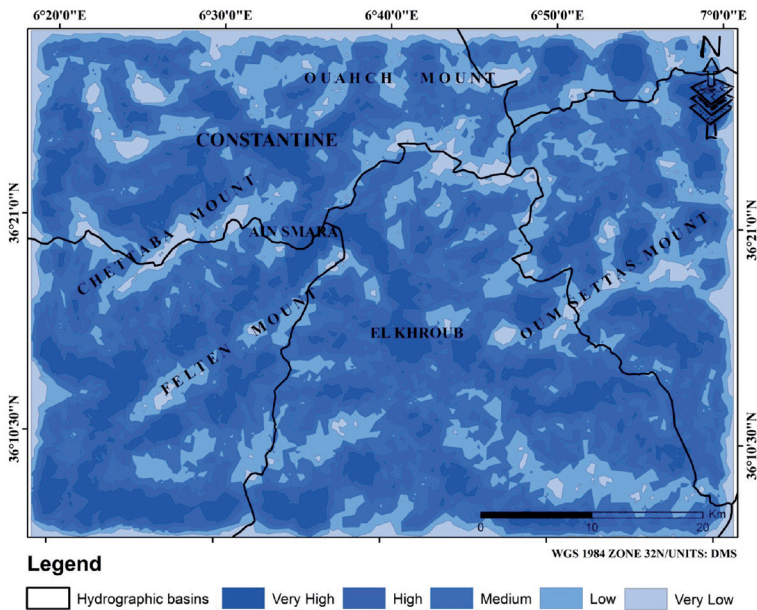 6°20'0"E 6°30'0"E 6°40'0"E 6°50'0"E 7°0'0"E
N
OUAHCH MOUNT
CONSTANTINE
CHETTABA MOUNT
36°21'0"N
AIN SMARA
36°21'0"N
OUM SETTAS MOUNT
FELTEN MOUNT
EL KHROUB
36°10'30"N
36°10'30"N
Km
0 10 20
WGS 1984 ZONE 32N/UNITS: DMS
Legend
Hydrographic basins Very High High Medium Low Very Low